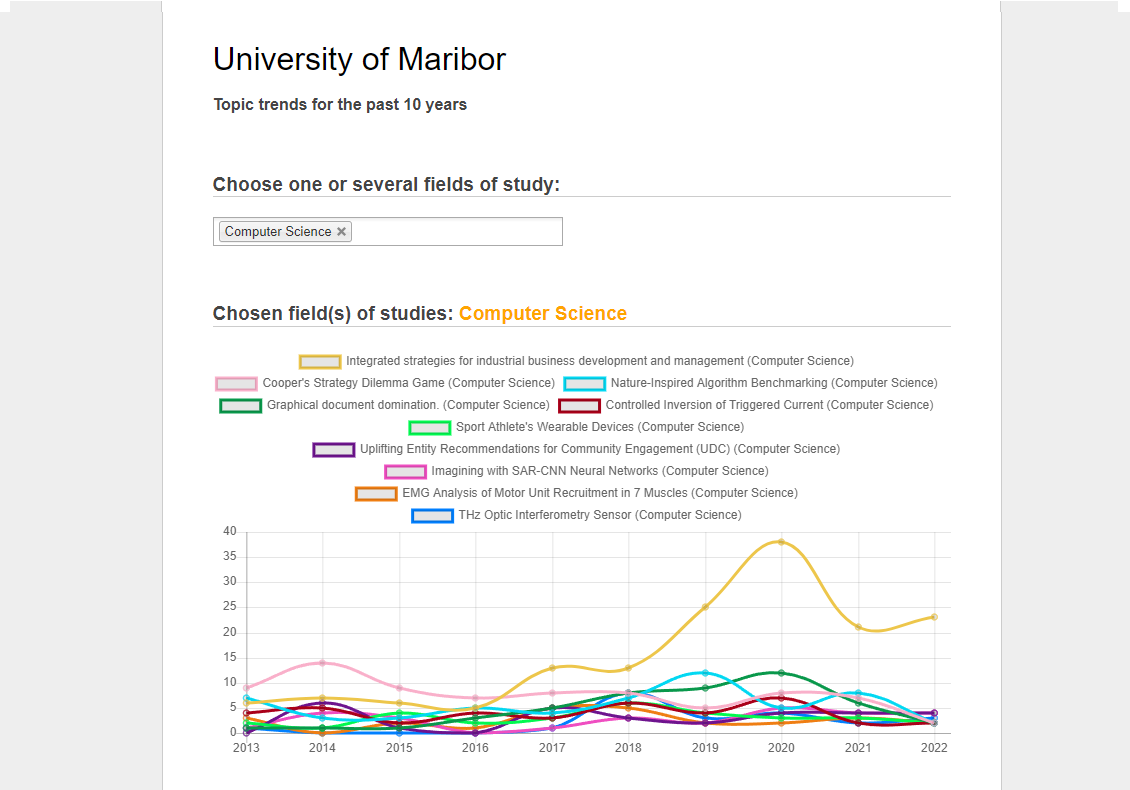 University of Maribor
Topic trends for the past 10 years
Choose one or several fields of study:
Computer Science ×
Chosen field(s) of studies: Computer Science
Integrated strategies for industrial business development and management (Computer Science)
Cooper's Strategy Dilemma Game (Computer Science) Nature-Inspired Algorithm Benchmarking (Computer Science)
Graphical document domination. (Computer Science) Controlled Inversion of Triggered Current (Computer Science)
Sport Athlete's Wearable Devices (Computer Science)
Uplifting Entity Recommendations for Community Engagement (UDC) (Computer Science)
Imagining with SAR-CNN Neural Networks (Computer Science)
EMG Analysis of Motor Unit Recruitment in 7 Muscles (Computer Science)
THz Optic Interferometry Sensor (Computer Science)
40
35
30
25
20
15
10
5
0
2013 2014 2015 2016 2017 2018 2019 2020 2021 2022